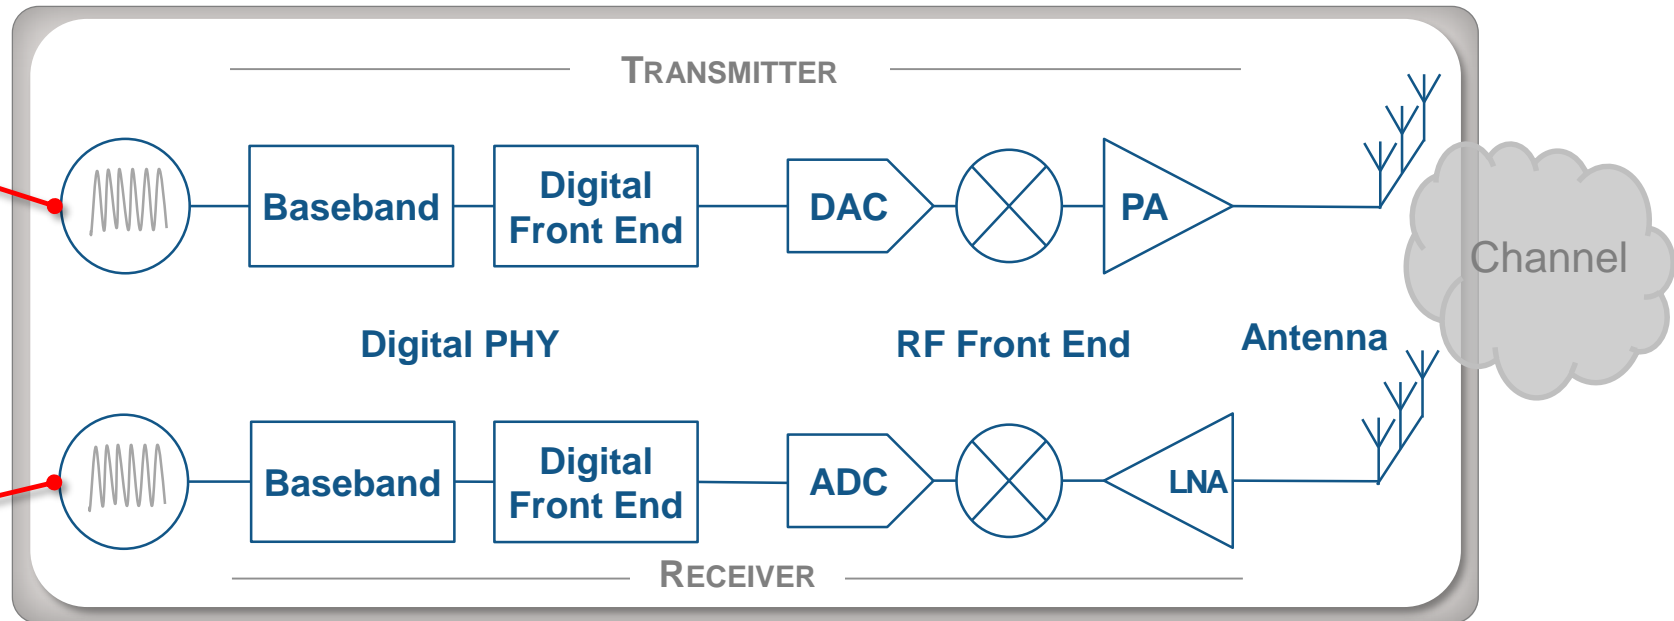 TRANSMITTER
Baseband
Digital
Front End
DAC
PA
Channel
Digital PHY
RF Front End
Antenna
Baseband
Digital
Front End
ADC
LNA
RECEIVER